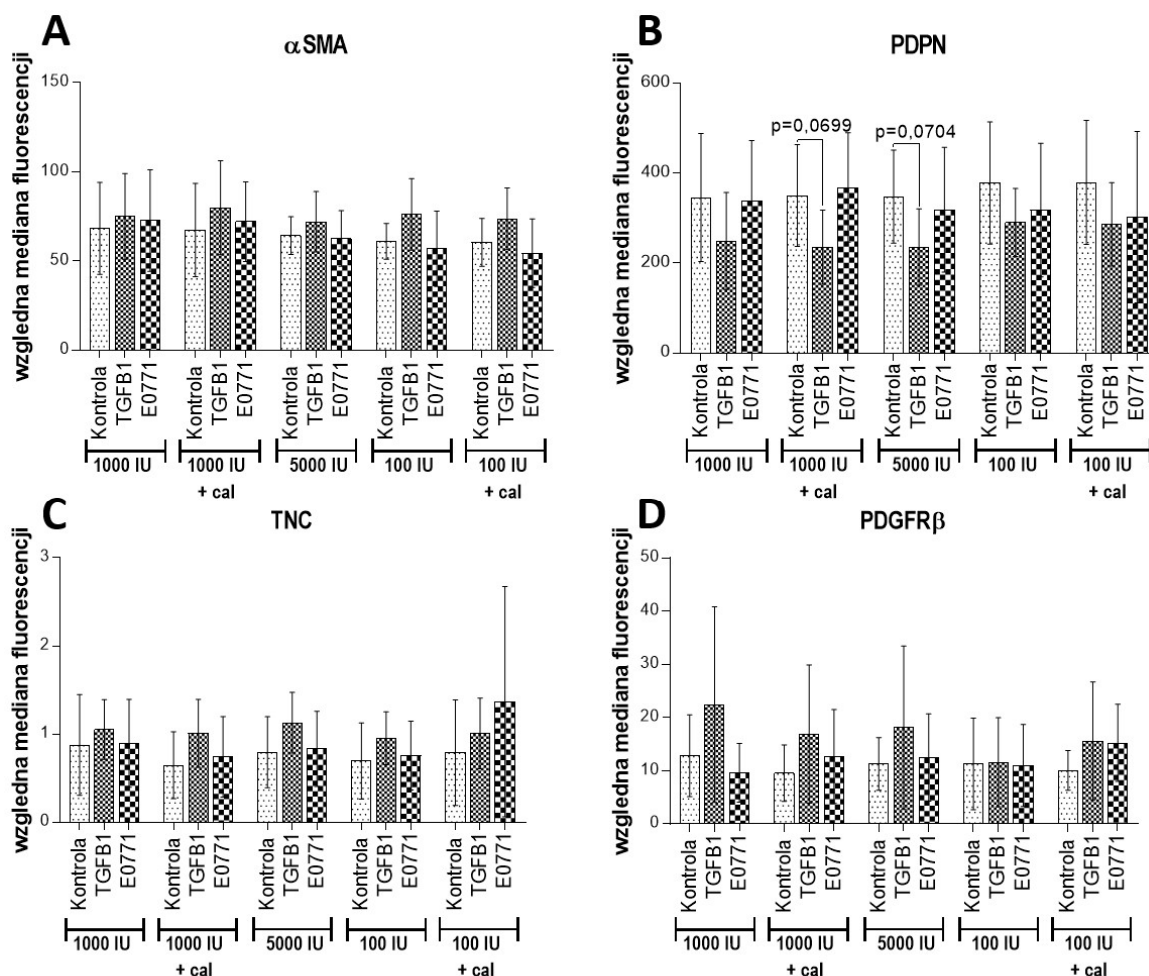 A
αSMA
względna mediana fluorescencji
150
100
50
0
Kontrola
TGFB1
E0771
Kontrola
TGFB1
E0771
Kontrola
TGFB1
E0771
Kontrola
TGFB1
E0771
Kontrola
TGFB1
E0771
1000 IU
1000 IU
+ cal
5000 IU
100 IU
100 IU
+ cal
B
PDPN
względna mediana fluorescencji
600
400
200
0
p=0,0699
p=0,0704
Kontrola
TGFB1
E0771
Kontrola
TGFB1
E0771
Kontrola
TGFB1
E0771
Kontrola
TGFB1
E0771
Kontrola
TGFB1
E0771
1000 IU
1000 IU
+ cal
5000 IU
100 IU
100 IU
+ cal
C
TNC
względna mediana fluorescencji
3
2
1
0
Kontrola
TGFB1
E0771
Kontrola
TGFB1
E0771
Kontrola
TGFB1
E0771
Kontrola
TGFB1
E0771
Kontrola
TGFB1
E0771
1000 IU
1000 IU
+ cal
5000 IU
100 IU
100 IU
+ cal
D
PDGFRβ
względna mediana fluorescencji
50
40
30
20
10
0
Kontrola
TGFB1
E0771
Kontrola
TGFB1
E0771
Kontrola
TGFB1
E0771
Kontrola
TGFB1
E0771
Kontrola
TGFB1
E0771
1000 IU
1000 IU
+ cal
5000 IU
100 IU
100 IU
+ cal